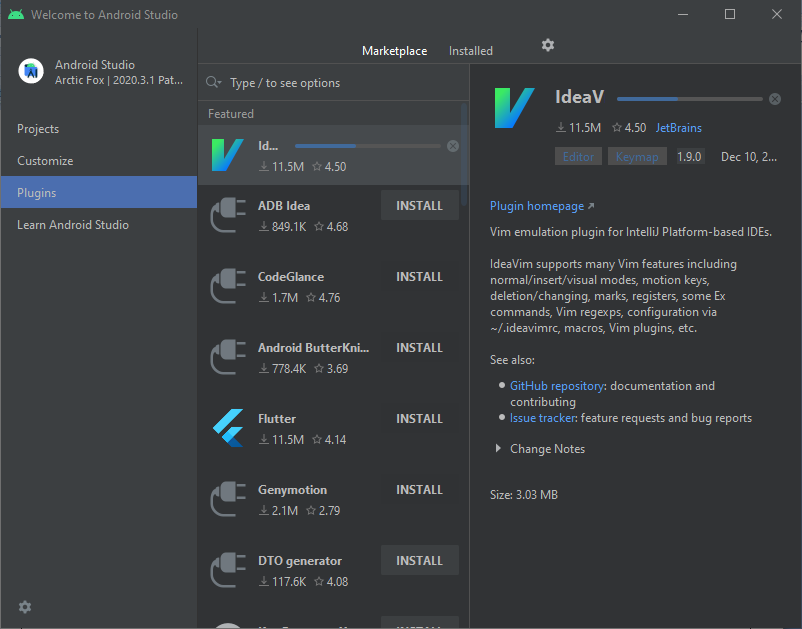 Welcome to Android Studio
Android Studio
Arctic Fox | 2020.3.1 Pat...
Projects
Customize
Plugins
Learn Android Studio
Marketplace
Installed
Type / to see options
Featured
Id...
11.5M 4.50
ADB Idea
849.1K 4.68
INSTALL
CodeGlance
1.7M 4.76
INSTALL
Android ButterKni...
778.4K 3.69
INSTALL
Flutter
11.5M 4.14
INSTALL
Genymotion
2.1M 2.79
INSTALL
DTO generator
117.6K 4.08
INSTALL
IdeaV
11.5M 4.50 JetBrains
Editor Keymap 1.9.0 Dec 10, 2...
Plugin homepage
Vim emulation plugin for IntelliJ Platform-based IDEs.
IdeaVim supports many Vim features including
normal/insert/visual modes, motion keys,
deletion/changing, marks, registers, some Ex
commands, Vim regexps, configuration via
~/.ideavimrc, macros, Vim plugins, etc.
See also:
GitHub repository: documentation and
contributing
Issue tracker: feature requests and bug reports
Change Notes
Size: 3.03 MB